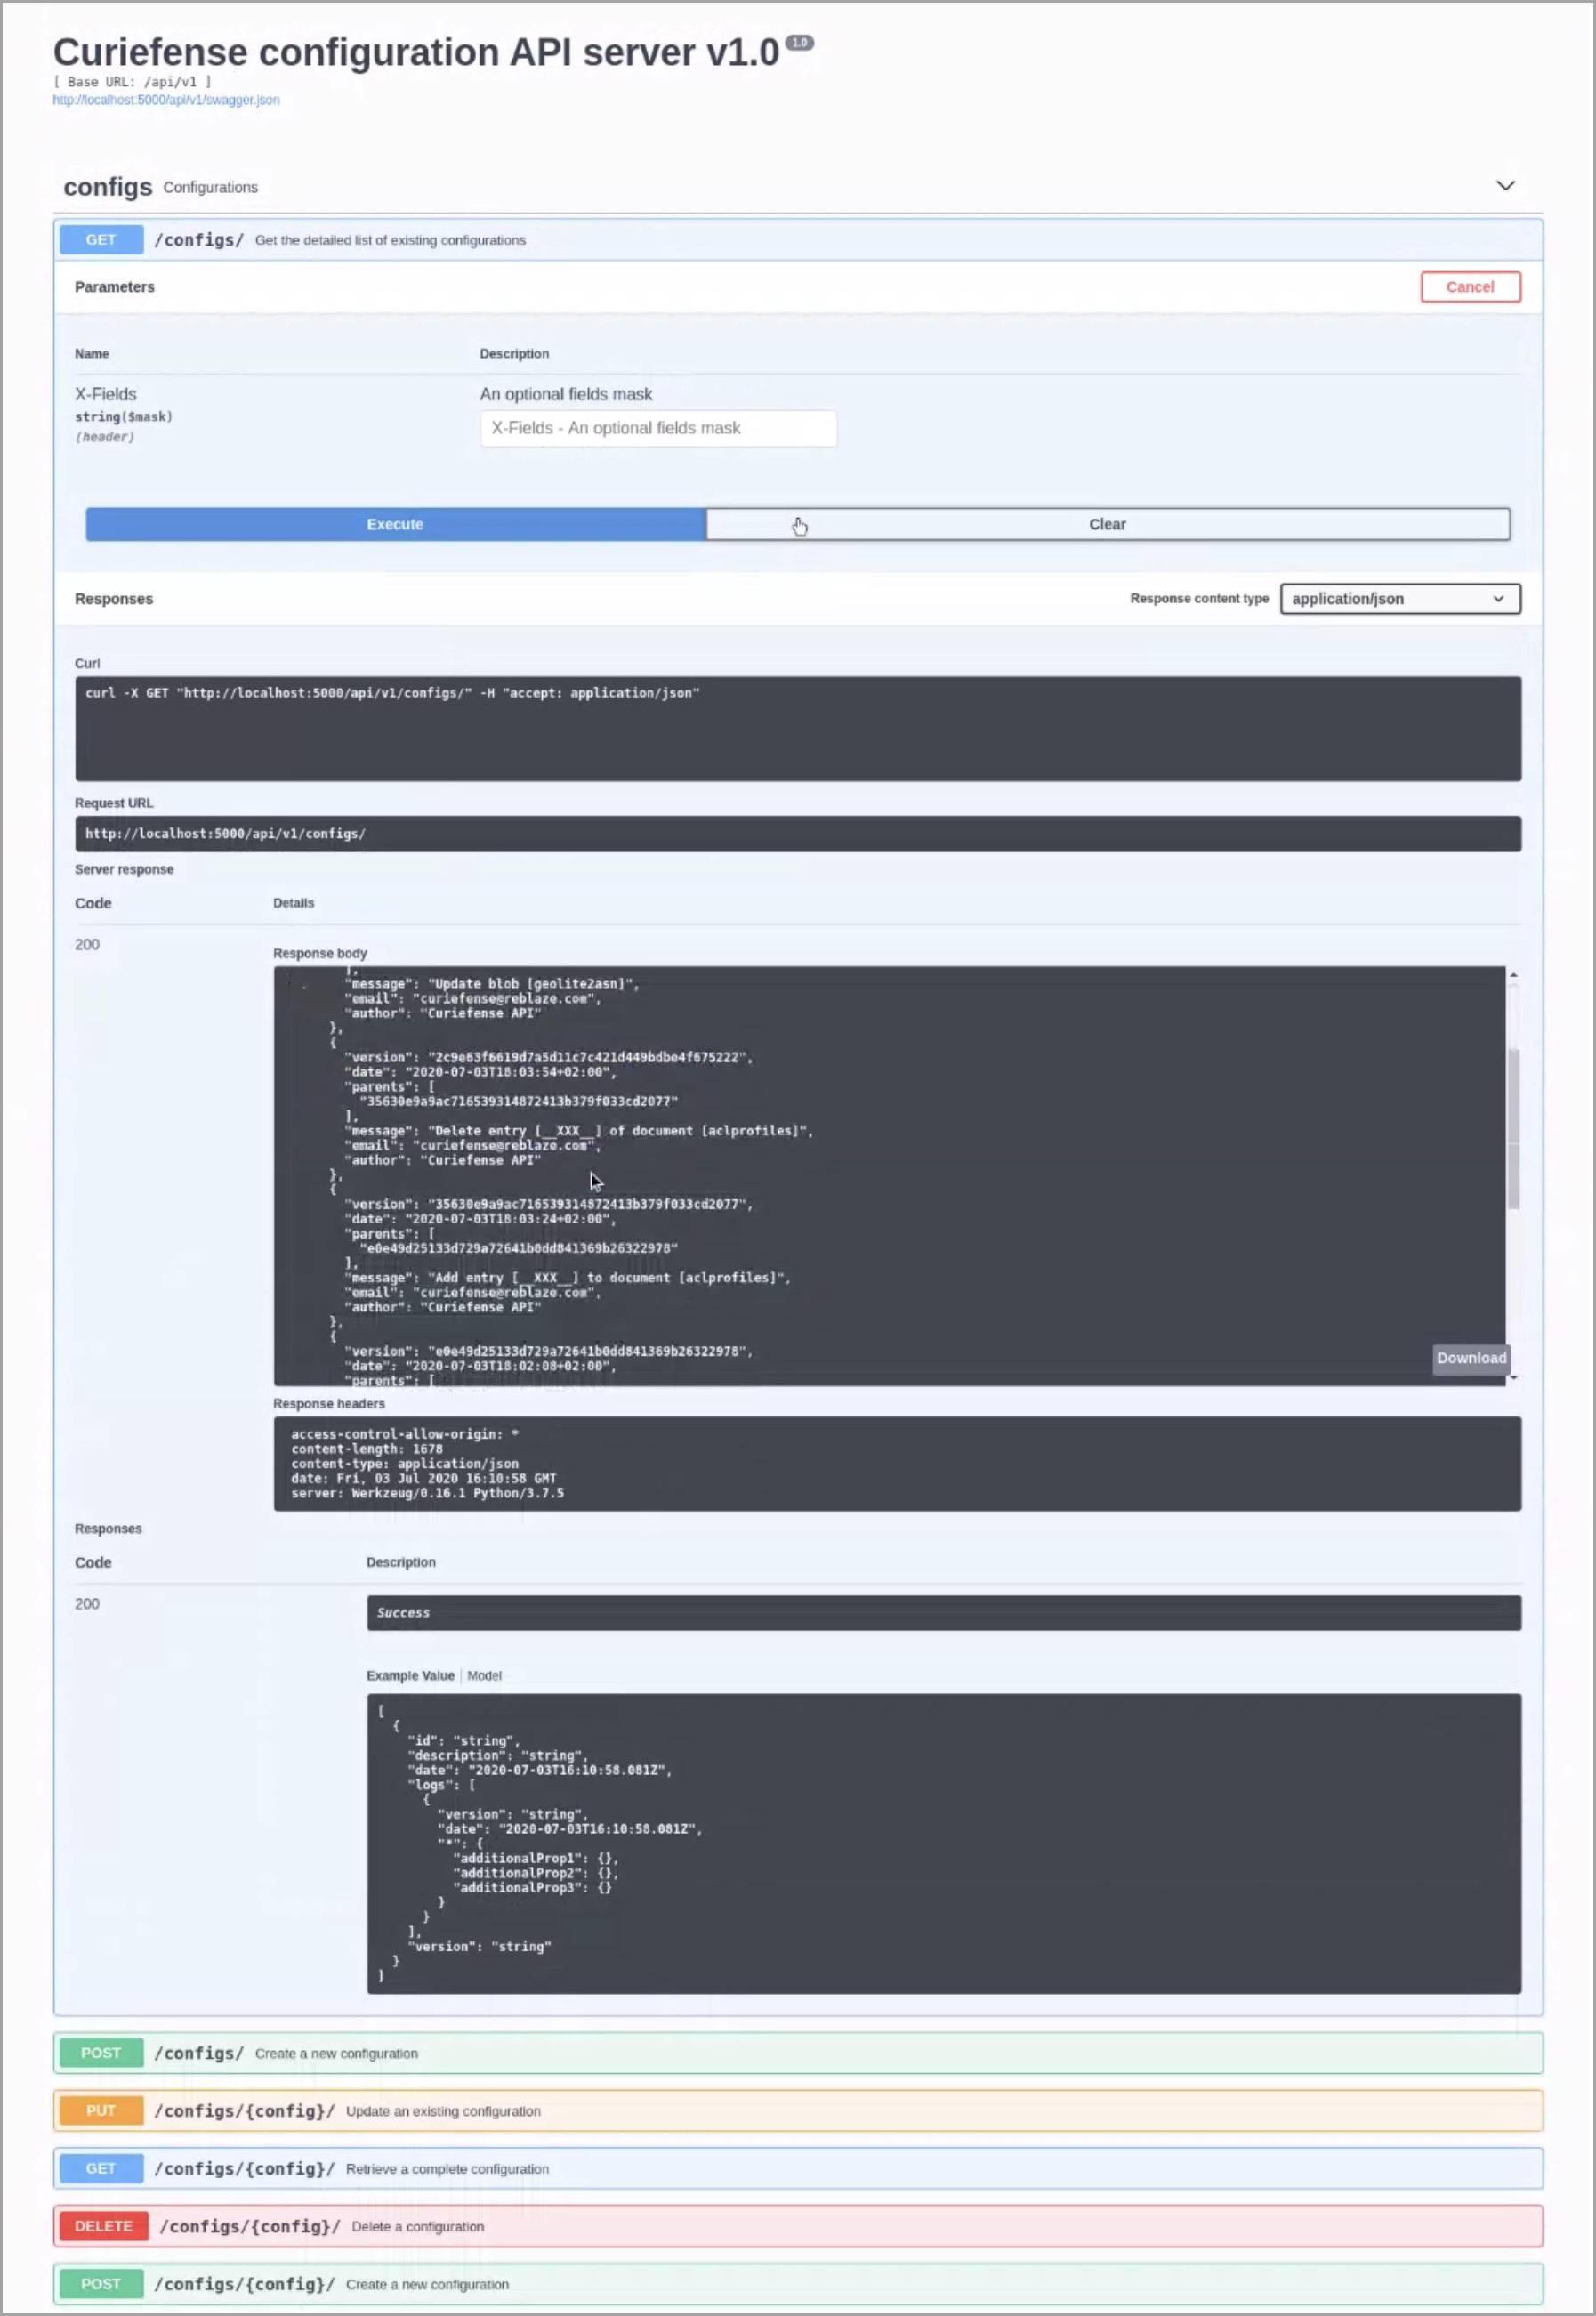 Curiefense configuration API server v1.0 1.0
[ Base URL: /api/v1 ]
http://localhost:5000/api/v1/swagger.json
configs Configurations
GET /configs/ Get the detailed list of existing configurations
Parameters Cancel
Name Description
X-Fields An optional fields mask
string($mask)
(header)
X-Fields - An optional fields mask
Execute Clear
Responses Response content type application/json
Curl
curl -X GET "http://localhost:5000/api/v1/configs/" -H "accept: application/json"
Request URL
http://localhost:5000/api/v1/configs/
Server response
Code Details
200
Response body
],
"message": "Update blob [geolite2asn]",
"email": "curiefense@reblaze.com",
"author": "Curiefense API"
},
{
"version": "2c9e63f6619d7a5d11c7c421d449bdbe4f675222",
"date": "2020-07-03T18:03:54+02:00",
"parents": [
"35630e9a9ac716539314872413b379f033cd2077"
],
"message": "Delete entry [__XXX__] of document [aclprofiles]",
"email": "curiefense@reblaze.com",
"author": "Curiefense API"
},
{
"version": "35630e9a9ac716539314872413b379f033cd2077",
"date": "2020-07-03T18:03:24+02:00",
"parents": [
"e0e49d25133d729a72641b0dd841369b26322978"
],
"message": "Add entry [__XXX__] to document [aclprofiles]",
"email": "curiefense@reblaze.com",
"author": "Curiefense API"
},
{
"version": "e0e49d25133d729a72641b0dd841369b26322978",
"date": "2020-07-03T18:02:08+02:00",
"parents": [
Download
Response headers
access-control-allow-origin: *
content-length: 1678
content-type: application/json
date: Fri, 03 Jul 2020 16:10:58 GMT
server: Werkzeug/0.16.1 Python/3.7.5
Responses
Code Description
200
Success
Example Value Model
[
{
"id": "string",
"description": "string",
"date": "2020-07-03T16:10:58.081Z",
"logs": [
{
"version": "string",
"date": "2020-07-03T16:10:58.081Z",
"*": {
"additionalProp1": {},
"additionalProp2": {},
"additionalProp3": {}
}
}
],
"version": "string"
}
]
POST /configs/ Create a new configuration
PUT /configs/{config}/ Update an existing configuration
GET /configs/{config}/ Retrieve a complete configuration
DELETE /configs/{config}/ Delete a configuration
POST /configs/{config}/ Create a new configuration